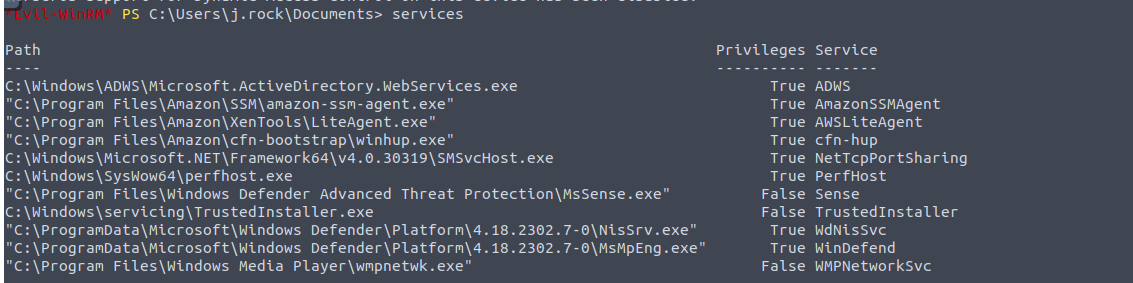 *Evil-WinRM* PS C:\Users\j.rock\Documents> services
Path Privileges Service
---- ---------- -------
C:\Windows\ADWS\Microsoft.ActiveDirectory.WebServices.exe True ADWS
"C:\Program Files\Amazon\SSM\amazon-ssm-agent.exe" True AmazonSSMAgent
"C:\Program Files\Amazon\XenTools\LiteAgent.exe" True AWSLiteAgent
"C:\Program Files\Amazon\cfn-bootstrap\winhup.exe" True cfn-hup
C:\Windows\Microsoft.NET\Framework64\v4.0.30319\SMSvcHost.exe True NetTcpPortSharing
C:\Windows\SysWow64\perfhost.exe True PerfHost
"C:\Program Files\Windows Defender Advanced Threat Protection\MsSense.exe" False Sense
C:\Windows\servicing\TrustedInstaller.exe False TrustedInstaller
"C:\ProgramData\Microsoft\Windows Defender\Platform\4.18.2302.7-0\NisSrv.exe" True WdNisSvc
"C:\ProgramData\Microsoft\Windows Defender\Platform\4.18.2302.7-0\MsMpEng.exe" True WinDefend
"C:\Program Files\Windows Media Player\wmpnetwk.exe" False WMPNetworkSvc